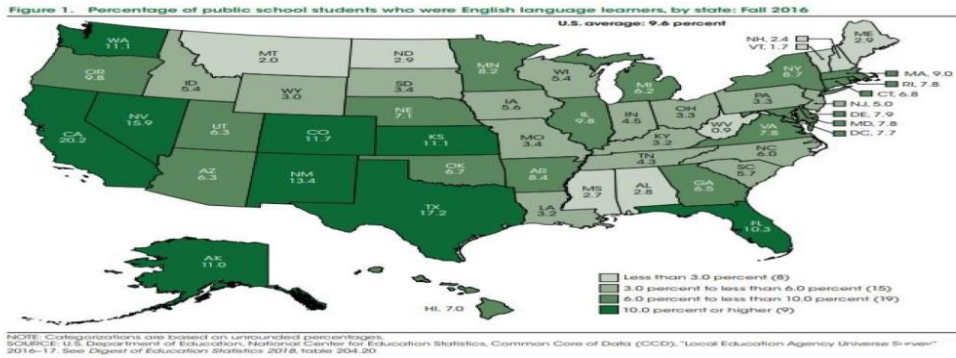 Figure 1. Percentage of public school students who were English language learners, by state: Fall 2016
U.S. average: 9.6 percent
WA
11.1
OR
9.8
CA
20.2
NV
15.9
ID
5.4
MT
2.0
WY
3.0
UT
6.3
AZ
6.3
CO
11.7
NM
13.4
ND
2.9
SD
3.4
NE
7.1
KS
11.1
OK
6.7
TX
17.2
MN
8.2
IA
5.6
MO
3.4
AR
8.4
LA
3.2
WI
5.4
IL
9.8
MI
6.2
IN
4.5
OH
3.3
KY
3.2
TN
4.3
MS
2.7
AL
2.8
GA
6.5
FL
10.3
SC
5.7
NC
6.0
VA
7.8
WV
0.9
PA
3.3
NY
8.7
NH, 2.4
VT, 1.7
ME
2.9
MA, 9.0
RI, 7.8
CT, 6.8
NJ, 5.0
DE, 7.9
MD, 7.8
DC, 7.7
AK
11.0
HI, 7.0
Less than 3.0 percent (8)
3.0 percent to less than 6.0 percent (15)
6.0 percent to less than 10.0 percent (19)
10.0 percent or higher (9)
NOTE: Categorizations are based on unrounded percentages.
SOURCE: U.S. Department of Education, National Center for Education Statistics, Common Core of Data (CCD), "Local Education Agency Universe Survey"
2016–17. See Digest of Education Statistics 2018, table 204.20